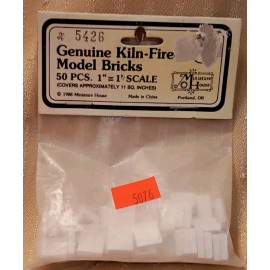 5426
Genuine Kiln-Fire
Model Bricks
50 PCS. 1"=1' SCALE
(COVERS APPROXIMATELY 11 SQ. INCHES)
© 1986 Miniature House
Made in China
Miniature
House
Portland, OR
5076